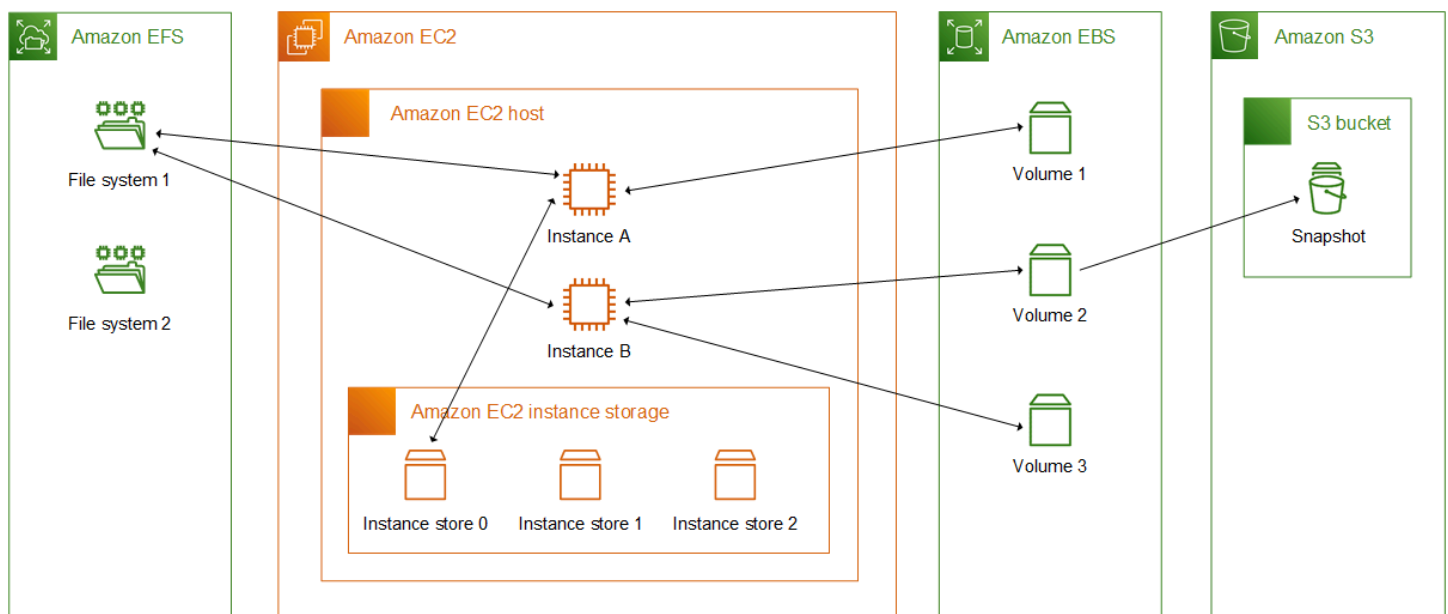 Amazon EFS
File system 1
File system 2
Amazon EC2
Amazon EC2 host
Instance A
Instance B
Amazon EC2 instance storage
Instance store 0
Instance store 1
Instance store 2
Amazon EBS
Volume 1
Volume 2
Volume 3
Amazon S3
S3 bucket
Snapshot